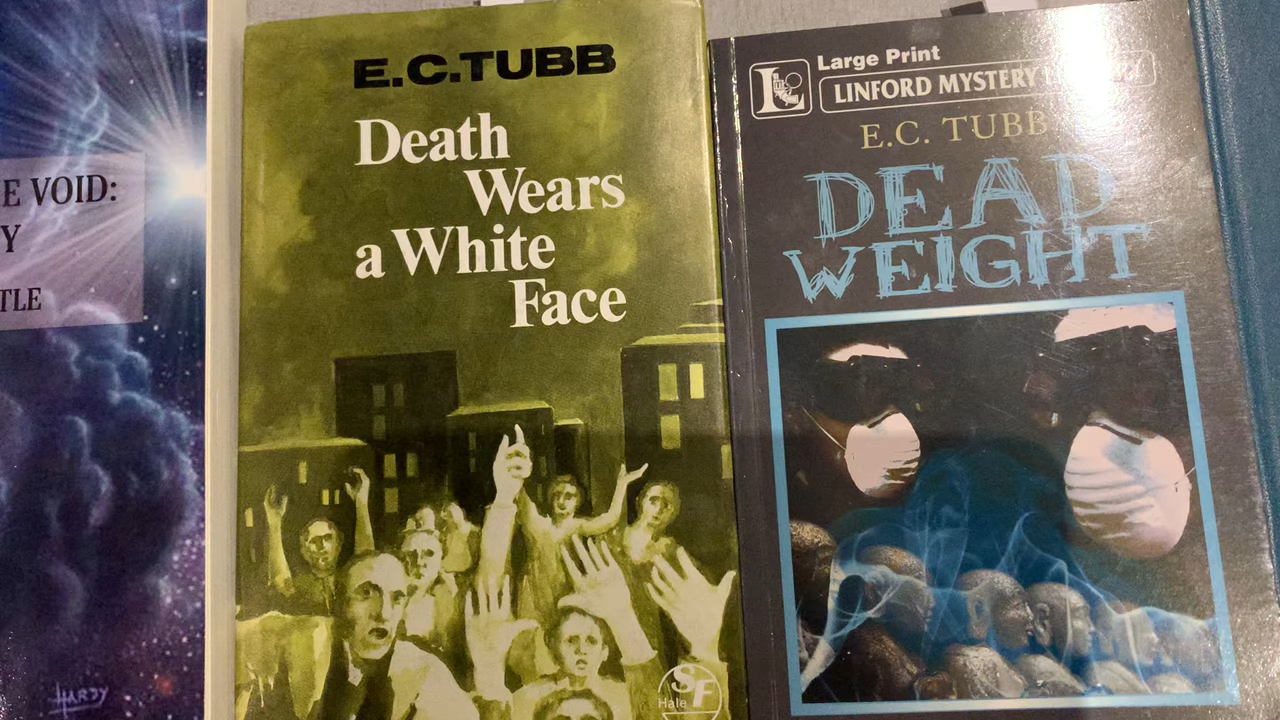 E VOID:
Y
TLE
HARDY
E.C.TUBB
Death
Wears
a White
Face
SF
Hale
Large Print
L
LINFORD MYSTERY
E.C. TUBB
DEAD
WEIGHT